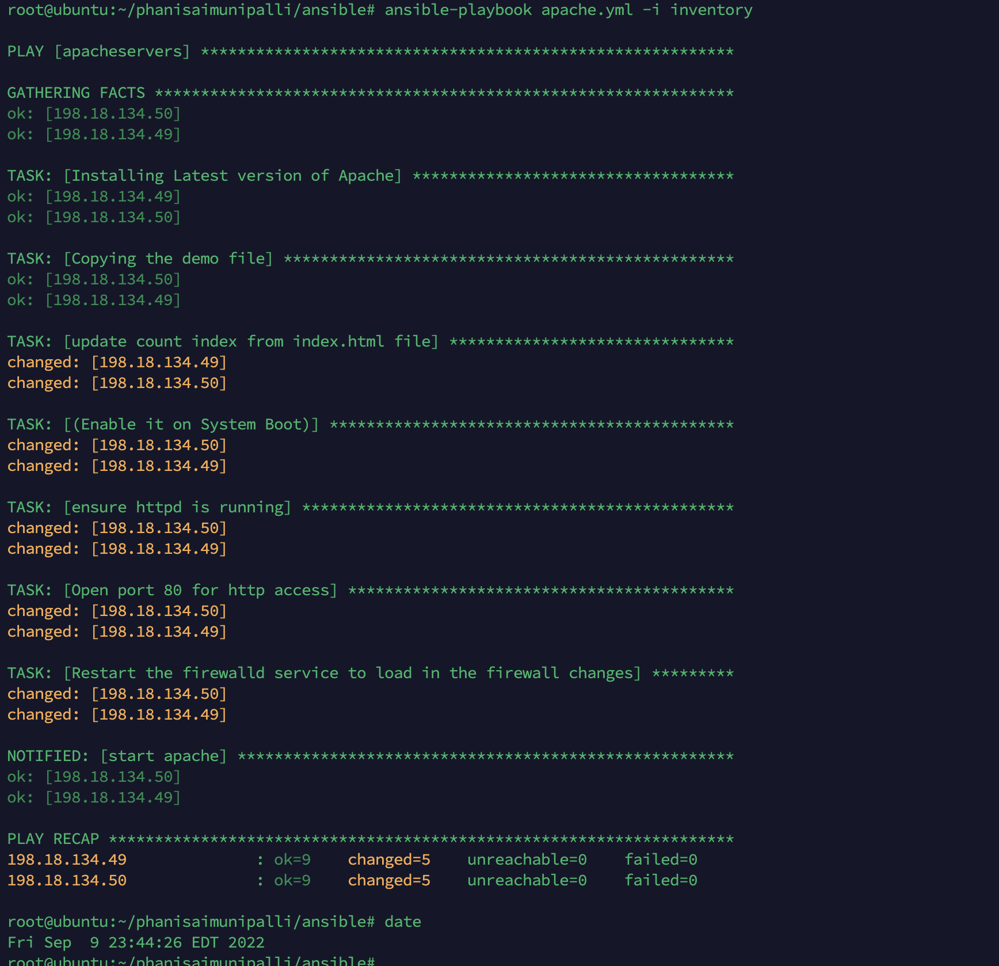 root@ubuntu:~/phanisaimunipalli/ansible# ansible-playbook apache.yml -i inventory
PLAY [apacheservers] **********************************************************
GATHERING FACTS ***************************************************************
ok: [198.18.134.50]
ok: [198.18.134.49]
TASK: [Installing Latest version of Apache] ***********************************
ok: [198.18.134.49]
ok: [198.18.134.50]
TASK: [Copying the demo file] *************************************************
ok: [198.18.134.50]
ok: [198.18.134.49]
TASK: [update count index from index.html file] *******************************
changed: [198.18.134.49]
changed: [198.18.134.50]
TASK: [(Enable it on System Boot)] ********************************************
changed: [198.18.134.50]
changed: [198.18.134.49]
TASK: [ensure httpd is running] ***********************************************
changed: [198.18.134.50]
changed: [198.18.134.49]
TASK: [Open port 80 for http access] ******************************************
changed: [198.18.134.50]
changed: [198.18.134.49]
TASK: [Restart the firewalld service to load in the firewall changes] *********
changed: [198.18.134.50]
changed: [198.18.134.49]
NOTIFIED: [start apache] ******************************************************
ok: [198.18.134.50]
ok: [198.18.134.49]
PLAY RECAP ********************************************************************
198.18.134.49              : ok=9    changed=5    unreachable=0    failed=0
198.18.134.50              : ok=9    changed=5    unreachable=0    failed=0
root@ubuntu:~/phanisaimunipalli/ansible# date
Fri Sep  9 23:44:26 EDT 2022
root@ubuntu:~/phanisaimunipalli/ansible#